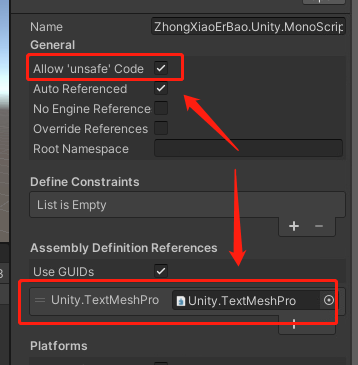 Name ZhongXiaoErBao.Unity.MonoScrip
General
Allow 'unsafe' Code
Auto Referenced
No Engine Reference
Override References
Root Namespace
Define Constraints
List is Empty
+ −
Assembly Definition References
Use GUIDs
Unity.TextMeshPro Unity.TextMeshPro
+
Platforms